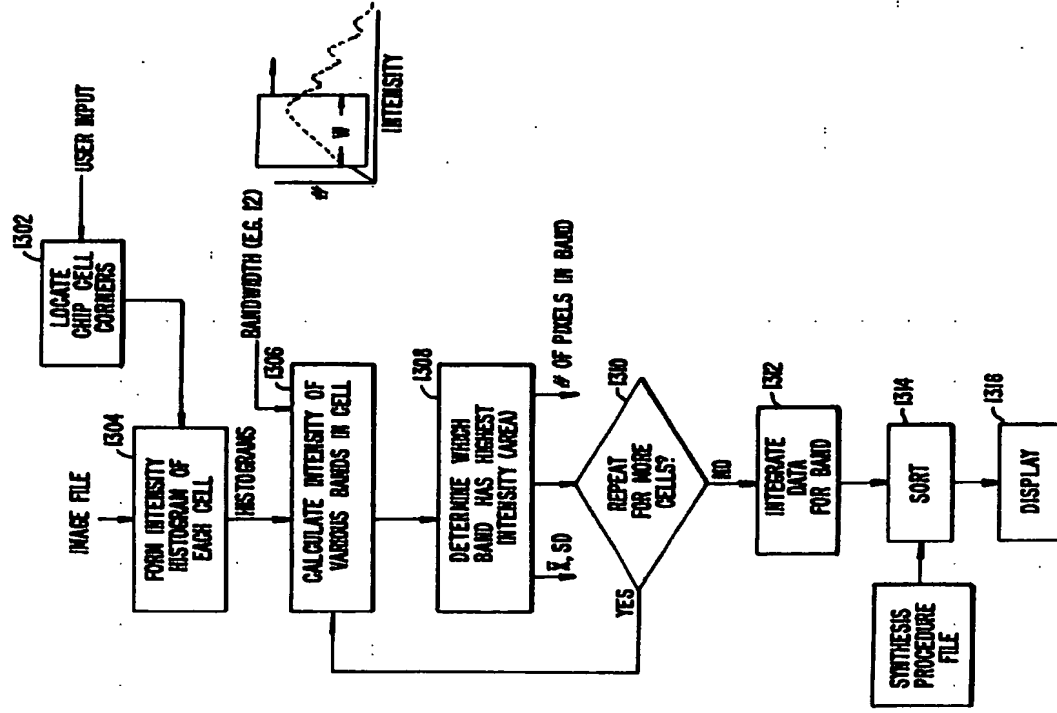 1302
LOCATE
CHIP CELL
CORNERS
USER INPUT
IMAGE FILE
1304
FORM INTENSITY
HISTOGRAM OF
EACH CELL
HISTOGRAMS
BANDWIDTH (E.G. 12)
1306
CALCULATE INTENSITY OF
VARIOUS BANDS IN CELL
#
W
INTENSITY
1308
DETERMINE WHICH
BAND HAS HIGHEST
INTENSITY (AREA)
X̄, SD
# OF PIXELS IN BAND
1310
REPEAT
FOR MORE
CELLS?
YES
NO
1312
INTEGRATE
DATA
FOR BAND
1314
SORT
SYNTHESIS
PROCEDURE
FILE
1316
DISPLAY